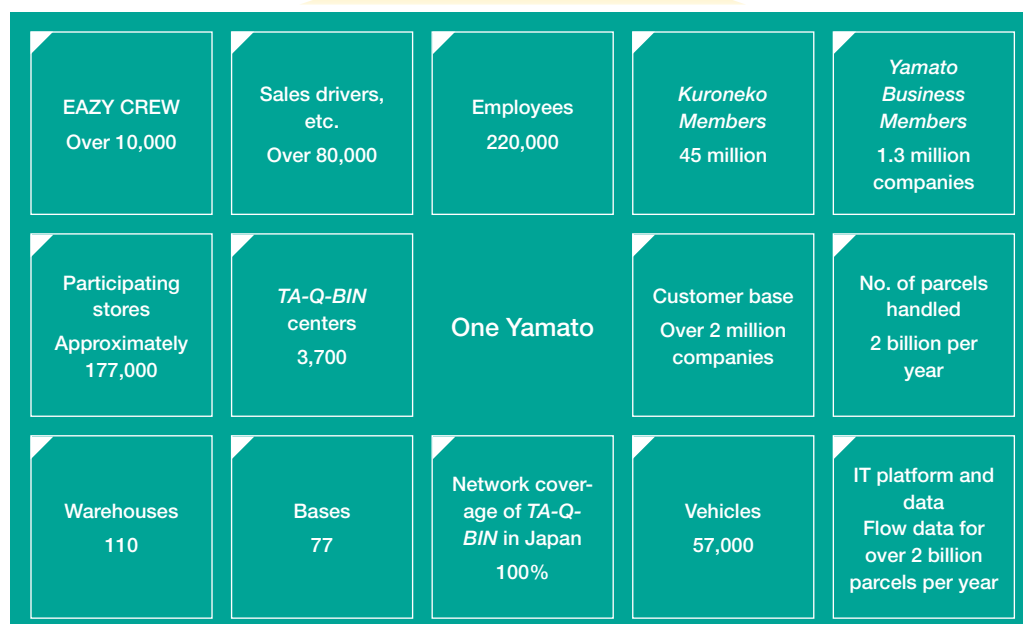 EAZY CREW
Over 10,000
Sales drivers,
etc.
Over 80,000
Employees
220,000
Kuroneko
Members
45 million
Yamato
Business
Members
1.3 million
companies
Participating
stores
Approximately
177,000
TA-Q-BIN
centers
3,700
One Yamato
Customer base
Over 2 million
companies
No. of parcels
handled
2 billion per
year
Warehouses
110
Bases
77
Network cover-
age of TA-Q-
BIN in Japan
100%
Vehicles
57,000
IT platform and
data
Flow data for
over 2 billion
parcels per year